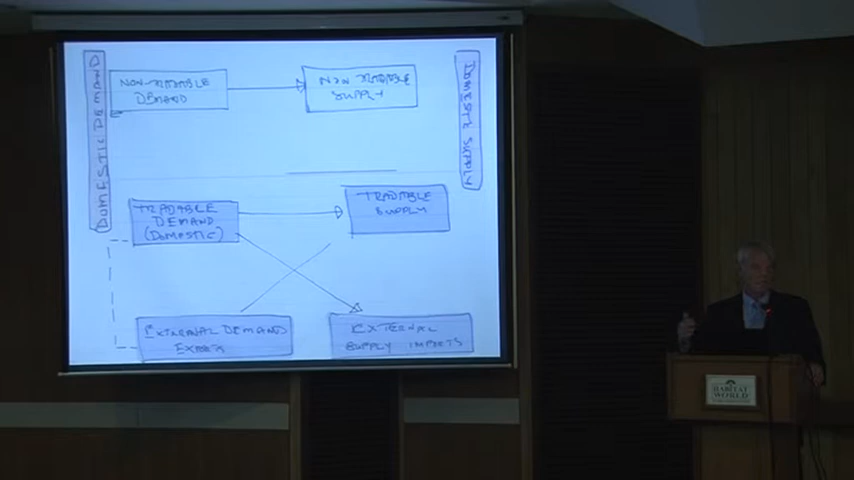 DOMESTIC DEMAND
NON-TRADABLE
DEMAND
NON TRADABLE
SUPPLY
DOMESTIC SUPPLY
TRADABLE
DEMAND
(DOMESTIC)
TRADABLE
SUPPLY
EXTERNAL DEMAND
EXTERNAL
SUPPLY IMPORTS
HABITAT
WORLD